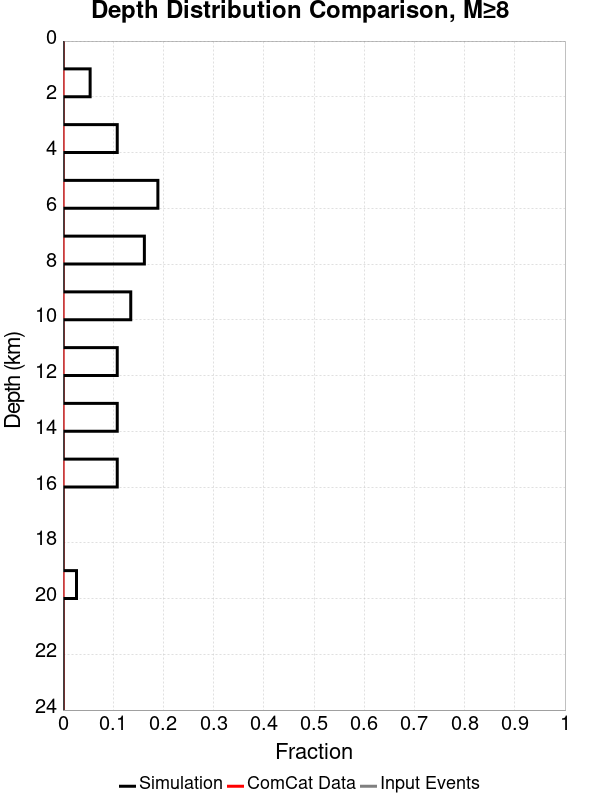 Depth Distribution Comparison, M≥8
0
2
4
6
8
10
12
14
16
18
20
22
24
Depth (km)
0 0.1 0.2 0.3 0.4 0.5 0.6 0.7 0.8 0.9 1
Fraction
Simulation ComCat Data Input Events